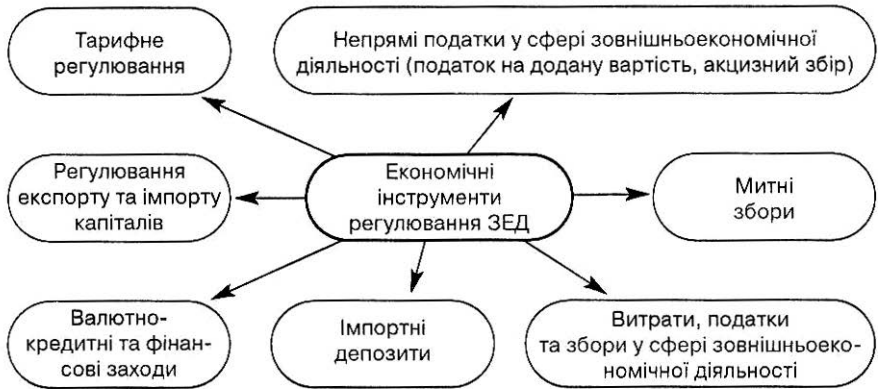 Тарифне
регулювання
Непрямі податки у сфері зовнішньоекономічної
діяльності (податок на додану вартість, акцизний збір)
Регулювання
експорту та імпорту
капіталів
Економічні
інструменти
регулювання ЗЕД
Митні
збори
Валютно-
кредитні та фінан-
сові заходи
Імпортні
депозити
Витрати, податки
та збори у сфері зовнішньоеко-
номічної діяльності